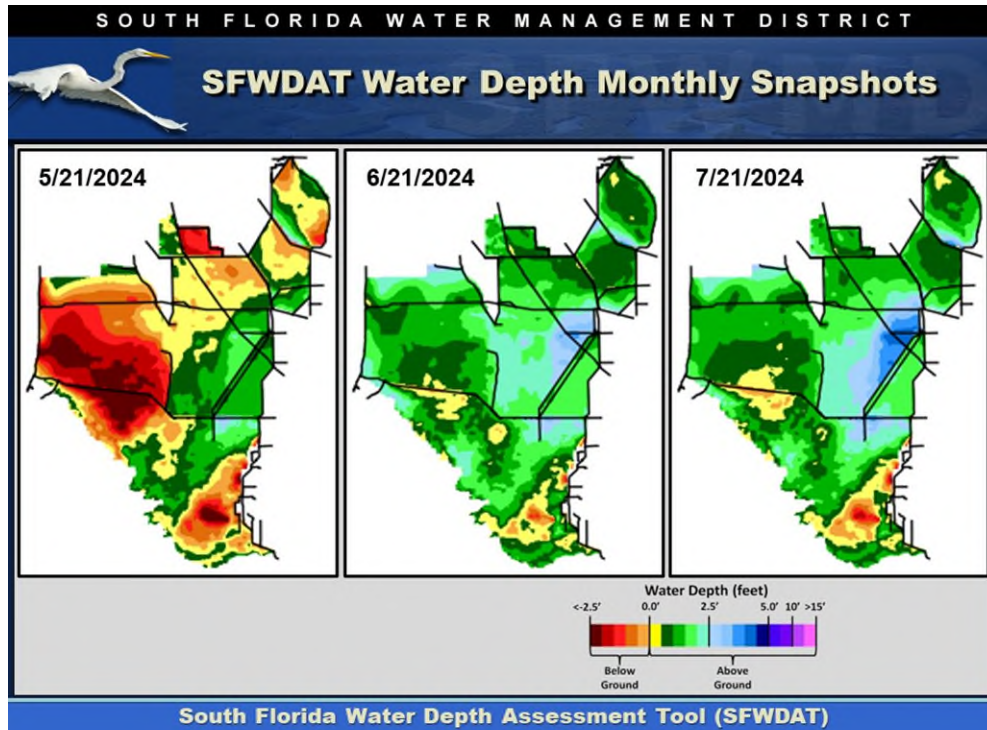 SOUTH FLORIDA WATER MANAGEMENT DISTRICT
SFWDAT Water Depth Monthly Snapshots
5/21/2024
6/21/2024
7/21/2024
Water Depth (feet)
<-2.5' 0.0' 2.5' 5.0' 10' >15'
Below Ground
Above Ground
South Florida Water Depth Assessment Tool (SFWDAT)